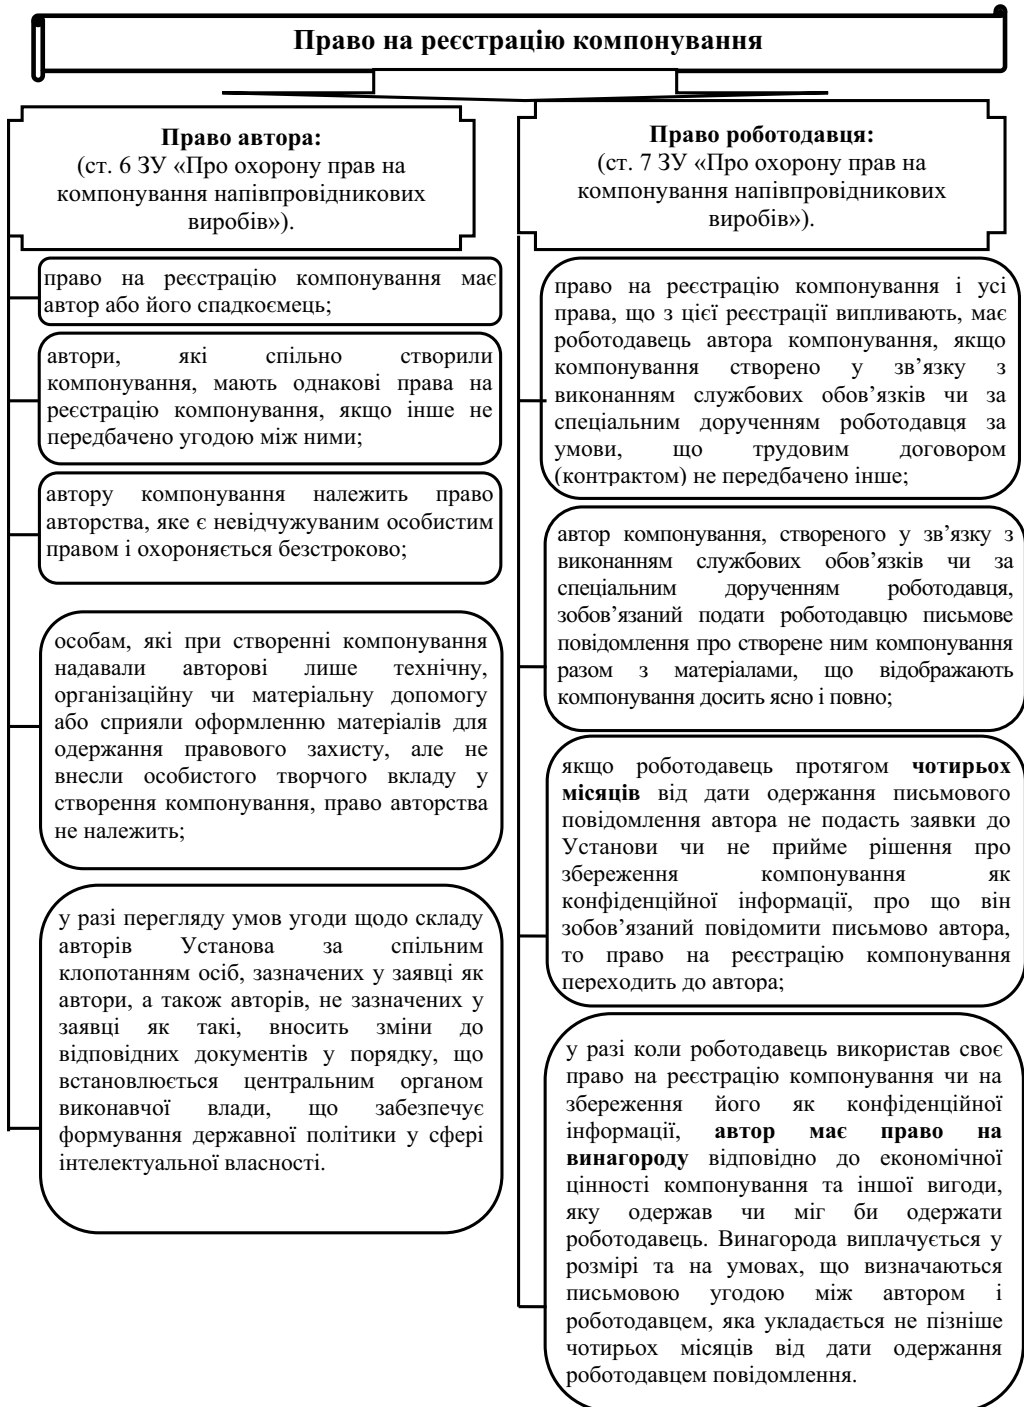 Право на реєстрацію компонування
Право автора:
(ст. 6 ЗУ «Про охорону прав на
компонування напівпровідникових
виробів»).
право на реєстрацію компонування має
автор або його спадкоємець;
автори, які спільно створили
компонування, мають однакові права на
реєстрацію компонування, якщо інше не
передбачено угодою між ними;
автору компонування належить право
авторства, яке є невідчужуваним особистим
правом і охороняється безстроково;
особам, які при створенні компонування
надавали авторові лише технічну,
організаційну чи матеріальну допомогу
або сприяли оформленню матеріалів для
одержання правового захисту, але не
внесли особистого творчого вкладу у
створення компонування, право авторства
не належить;
у разі перегляду умов угоди щодо складу
авторів Установа за спільним
клопотанням осіб, зазначених у заявці як
автори, а також авторів, не зазначених у
заявці як такі, вносить зміни до
відповідних документів у порядку, що
встановлюється центральним органом
виконавчої влади, що забезпечує
формування державної політики у сфері
інтелектуальної власності.
Право роботодавця:
(ст. 7 ЗУ «Про охорону прав на
компонування напівпровідникових
виробів»).
право на реєстрацію компонування і усі
права, що з цієї реєстрації випливають, має
роботодавець автора компонування, якщо
компонування створено у зв’язку з
виконанням службових обов’язків чи за
спеціальним дорученням роботодавця за
умови, що трудовим договором
(контрактом) не передбачено інше;
автор компонування, створеного у зв’язку з
виконанням службових обов’язків чи за
спеціальним дорученням роботодавця,
зобов’язаний подати роботодавцю письмове
повідомлення про створене ним компонування
разом з матеріалами, що відображають
компонування досить ясно і повно;
якщо роботодавець протягом чотирьох
місяців від дати одержання письмового
повідомлення автора не подасть заявки до
Установи чи не прийме рішення про
збереження компонування як
конфіденційної інформації, про що він
зобов’язаний повідомити письмово автора,
то право на реєстрацію компонування
переходить до автора;
у разі коли роботодавець використав своє
право на реєстрацію компонування чи на
збереження його як конфіденційної
інформації, автор має право на
винагороду відповідно до економічної
цінності компонування та іншої вигоди,
яку одержав чи міг би одержати
роботодавець. Винагорода виплачується у
розмірі та на умовах, що визначаються
письмовою угодою між автором і
роботодавцем, яка укладається не пізніше
чотирьох місяців від дати одержання
роботодавцем повідомлення.